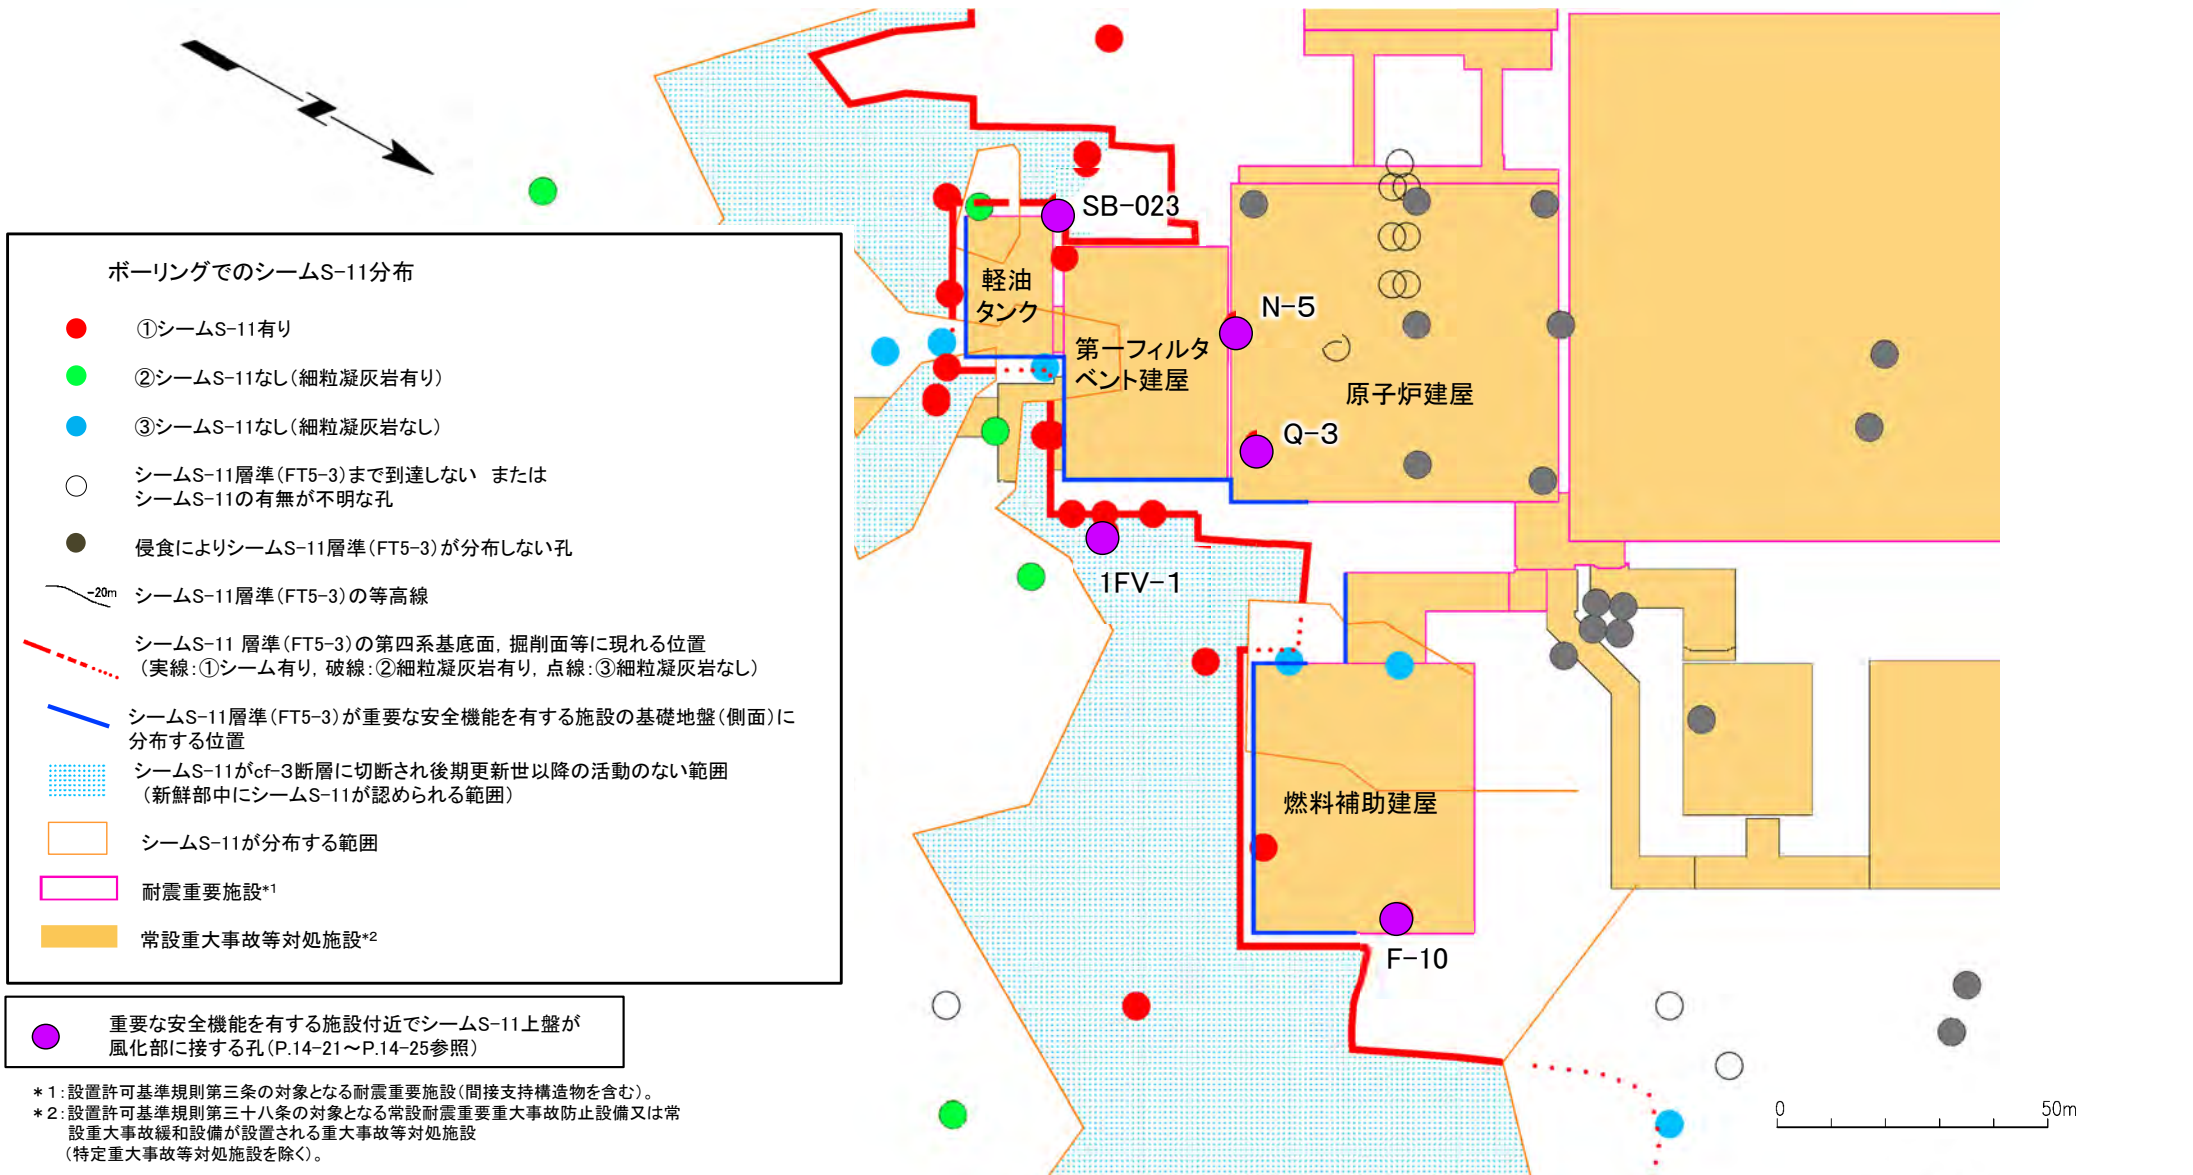 ボーリングでのシームS-11分布
①シームS-11有り
②シームS-11なし（細粒凝灰岩有り）
③シームS-11なし（細粒凝灰岩なし）
シームS-11層準（FT5-3）まで到達しない　または
シームS-11の有無が不明な孔
侵食によりシームS-11層準（FT5-3）が分布しない孔
-20m シームS-11層準（FT5-3）の等高線
シームS-11 層準（FT5-3）の第四系基底面，掘削面等に現れる位置
（実線：①シーム有り，破線：②細粒凝灰岩有り，点線：③細粒凝灰岩なし）
シームS-11層準（FT5-3）が重要な安全機能を有する施設の基礎地盤（側面）に
分布する位置
シームS-11がcf-3断層に切断され後期更新世以降の活動のない範囲
（新鮮部中にシームS-11が認められる範囲）
シームS-11が分布する範囲
耐震重要施設*1
常設重大事故等対処施設*2
重要な安全機能を有する施設付近でシームS-11上盤が
風化部に接する孔（P.14-21～P.14-25参照）
＊1：設置許可基準規則第三条の対象となる耐震重要施設（間接支持構造物を含む）。
＊2：設置許可基準規則第三十八条の対象となる常設耐震重要重大事故防止設備又は常
設重大事故緩和設備が設置される重大事故等対処施設
（特定重大事故等対処施設を除く）。
SB-023
軽油
タンク
N-5
第一フィルタ
ベント建屋
原子炉建屋
Q-3
1FV-1
燃料補助建屋
F-10
0 50m